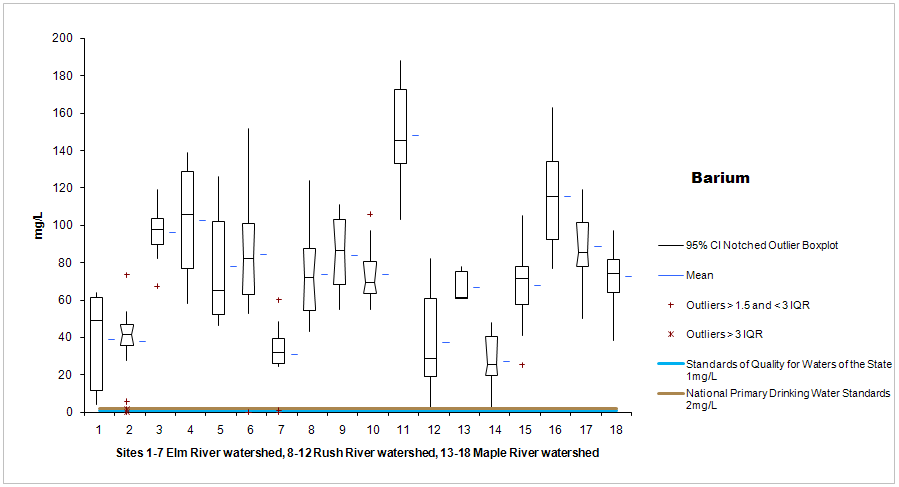 200
180
160
140
120
100
80
60
40
20
0
mg/L
1 2 3 4 5 6 7 8 9 10 11 12 13 14 15 16 17 18
Sites 1-7 Elm River watershed, 8-12 Rush River watershed, 13-18 Maple River watershed
Barium
95% CI Notched Outlier Boxplot
Mean
Outliers > 1.5 and < 3 IQR
Outliers > 3 IQR
Standards of Quality for Waters of the State
1mg/L
National Primary Drinking Water Standards
2mg/L